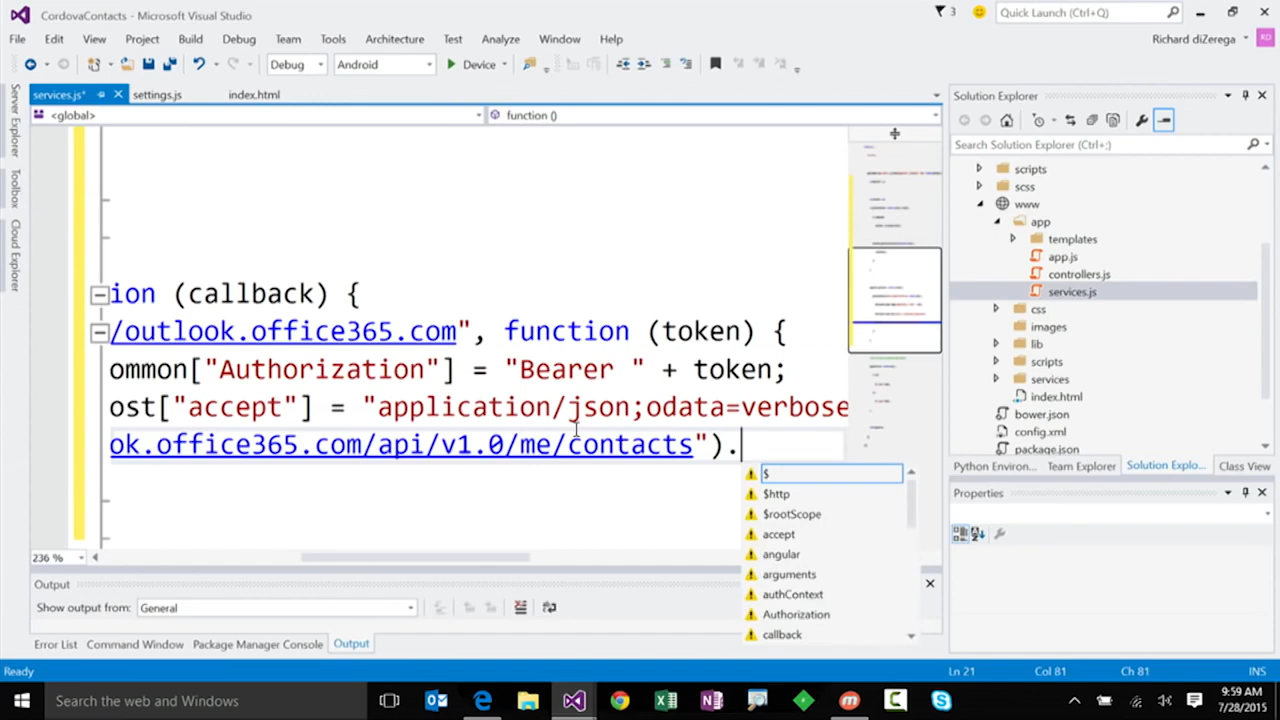 CordovaContacts - Microsoft Visual Studio
3
Quick Launch (Ctrl+Q)
File Edit View Project Build Debug Team Tools Architecture Test Analyze Window Help
Richard diZerega
RD
Debug
Android
Device
services.js*
settings.js
index.html
<global>
function ()
Server Explorer
Toolbox
Cloud Explorer
ion (callback) {
/outlook.office365.com", function (token) {
ommon["Authorization"] = "Bearer " + token;
ost["accept"] = "application/json;odata=verbose
ok.office365.com/api/v1.0/me/contacts").
$
$http
$rootScope
accept
angular
arguments
authContext
Authorization
callback
236 %
Output
Show output from:
General
Error List
Command Window
Package Manager Console
Output
Solution Explorer
Search Solution Explorer (Ctrl+;)
scripts
scss
www
app
templates
app.js
controllers.js
services.js
css
images
lib
scripts
services
index.html
bower.json
config.xml
package.json
Python Environ...
Team Explorer
Solution Explo...
Class View
Properties
Ready
Ln 21
Col 81
Ch 81
INS
Search the web and Windows
9:59 AM
7/28/2015